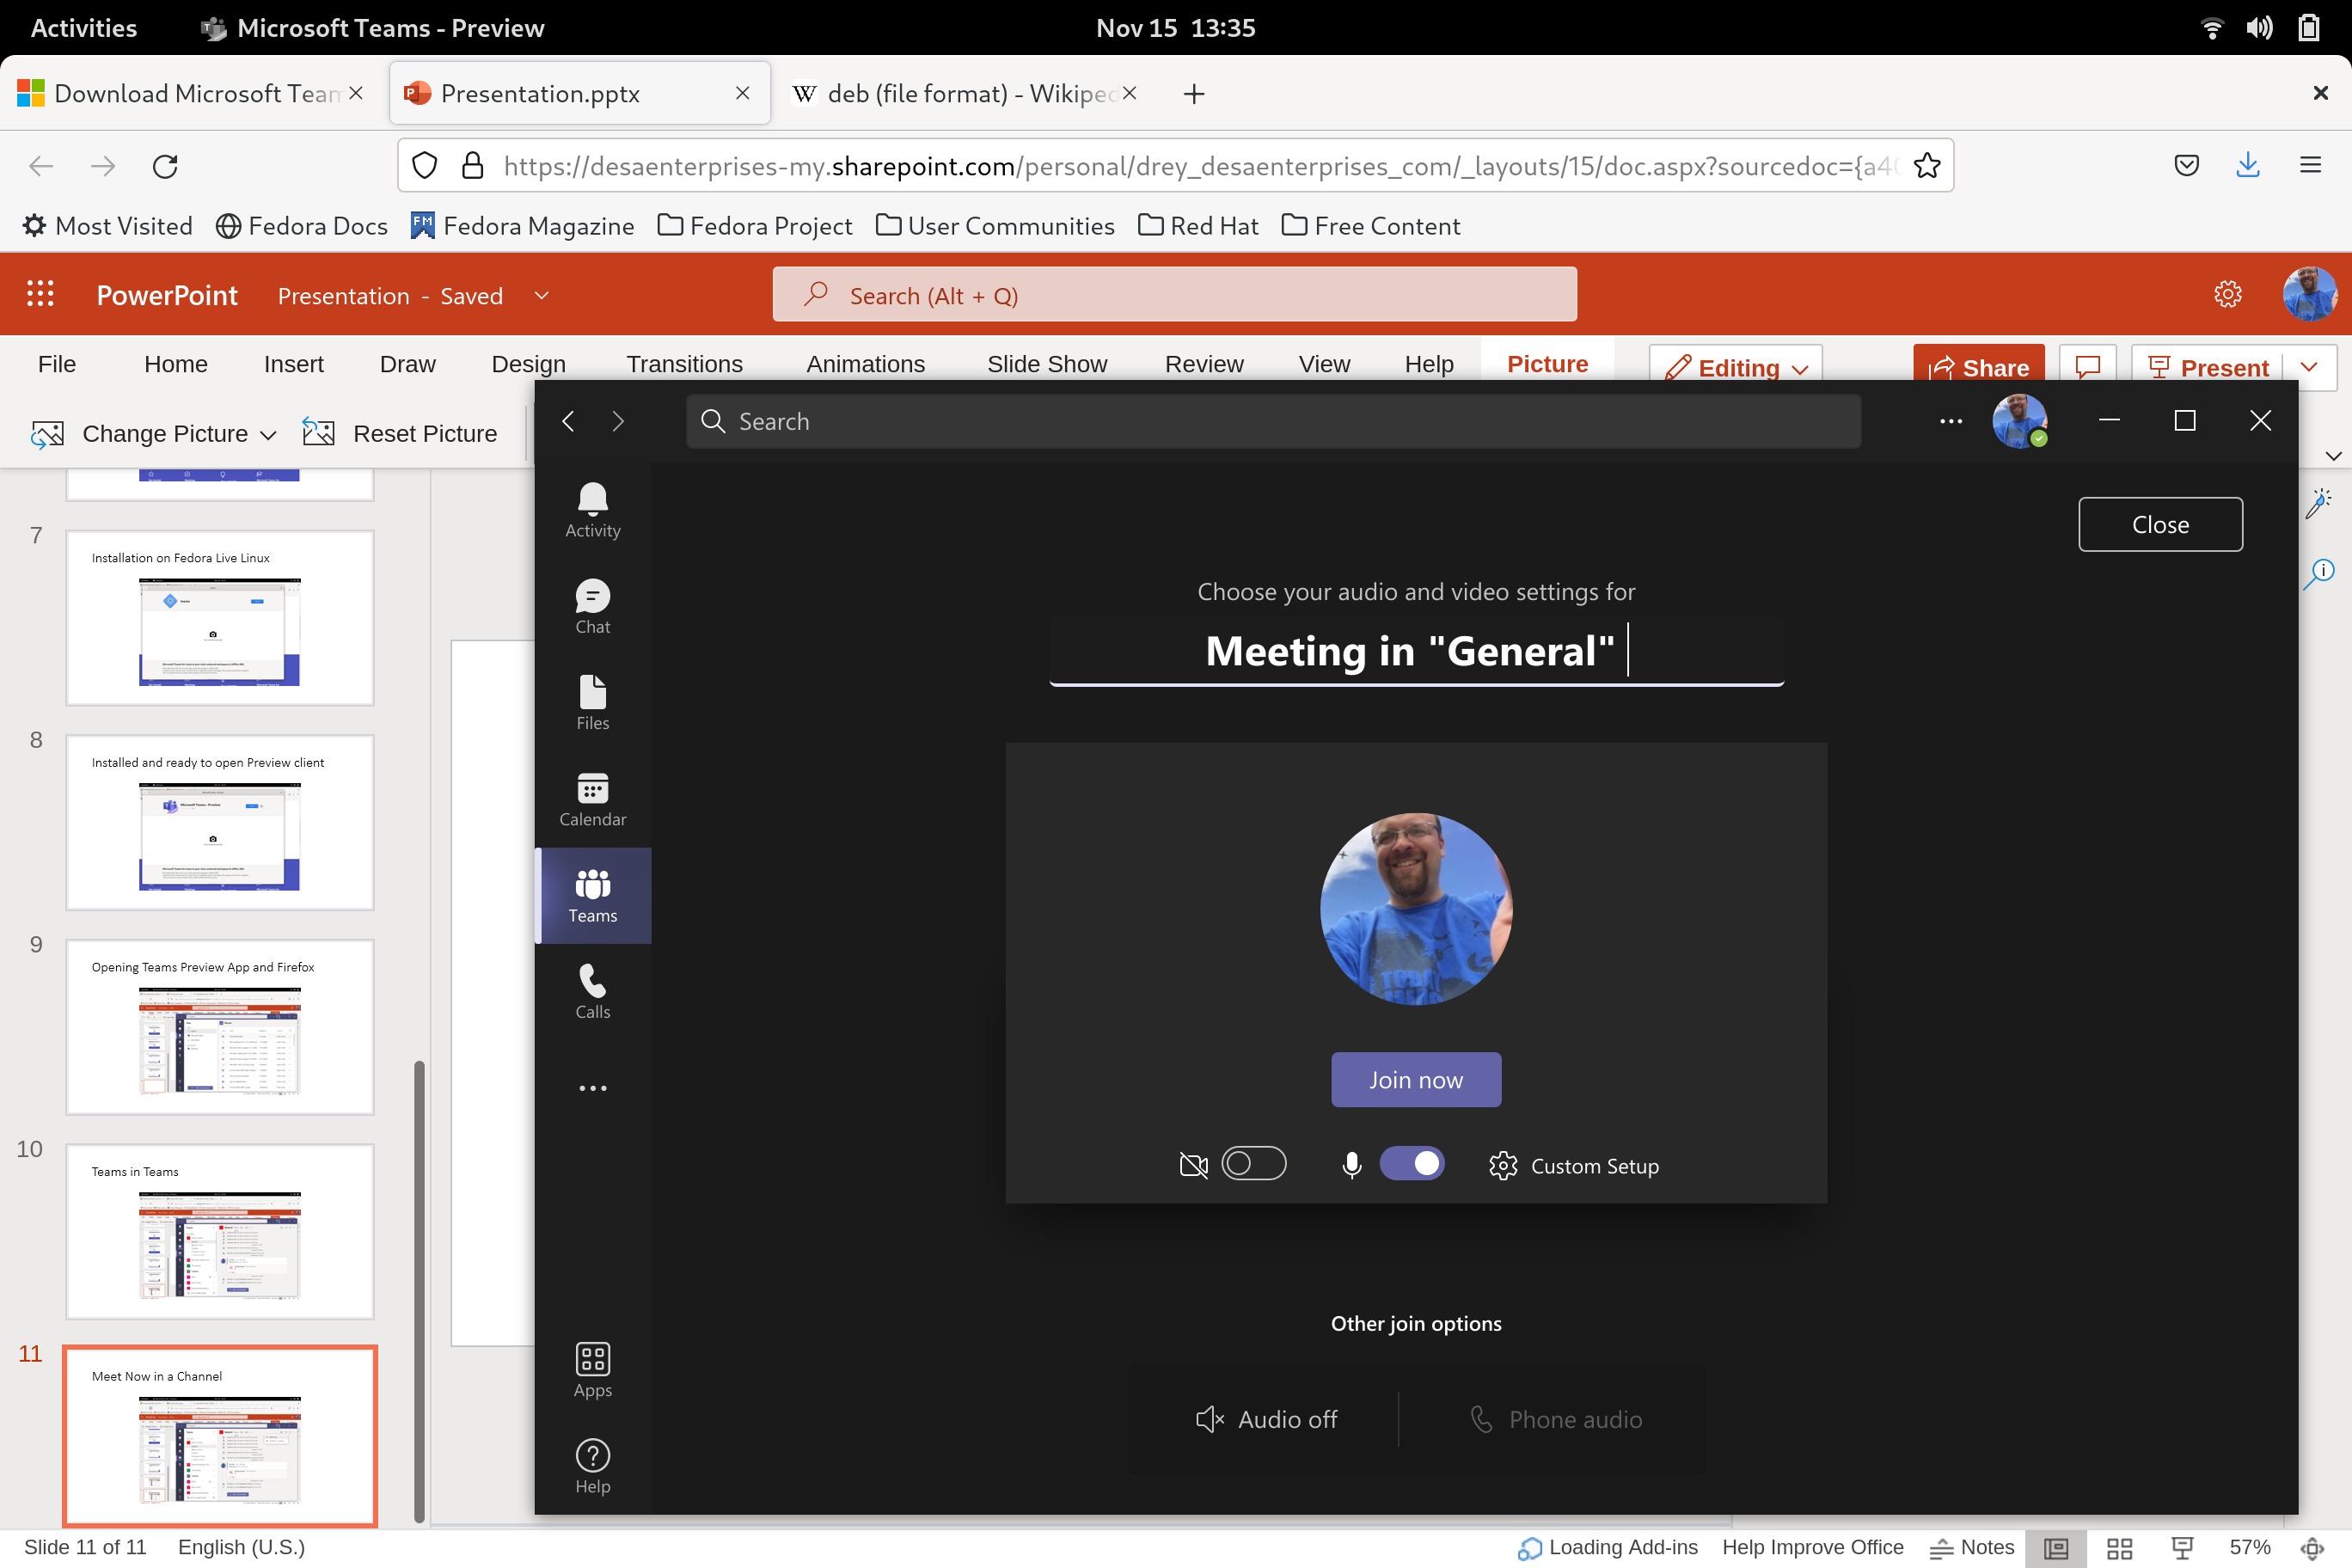 Activities
Microsoft Teams - Preview
Nov 15 13:35
Download Microsoft Team
Presentation.pptx
deb (file format) - Wikiped
https://desaenterprises-my.sharepoint.com/personal/drey_desaenterprises_com/_layouts/15/doc.aspx?sourcedoc={a40
Most Visited
Fedora Docs
Fedora Magazine
Fedora Project
User Communities
Red Hat
Free Content
PowerPoint
Presentation - Saved
Search (Alt + Q)
File
Home
Insert
Draw
Design
Transitions
Animations
Slide Show
Review
View
Help
Picture
Editing
Share
Present
Change Picture
Reset Picture
7
Installation on Fedora Live Linux
8
Installed and ready to open Preview client
9
Opening Teams Preview App and Firefox
10
Teams in Teams
11
Meet Now in a Channel
Search
Activity
Chat
Files
Calendar
Teams
Calls
Apps
Help
Close
Choose your audio and video settings for
Meeting in "General"
Join now
Custom Setup
Other join options
Audio off
Phone audio
Slide 11 of 11
English (U.S.)
Loading Add-ins
Help Improve Office
Notes
57%